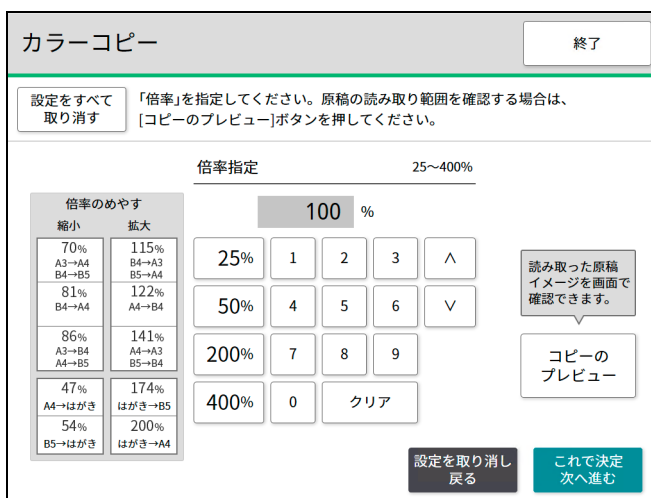 カラーコピー
終了
設定をすべて
取り消す
「倍率」を指定してください。原稿の読み取り範囲を確認する場合は、
[コピーのプレビュー]ボタンを押してください。
倍率指定 25～400%
100 %
倍率のめやす
縮小 拡大
70% 115%
A3→A4 B4→A3
B4→B5 B5→A4
81% 122%
B4→A4 A4→B4
86% 141%
A3→B4 A4→A3
A4→B5 B5→B4
47% 174%
A4→はがき はがき→B5
54% 200%
B5→はがき はがき→A4
25% 1 2 3 ∧
50% 4 5 6 ∨
200% 7 8 9
400% 0 クリア
読み取った原稿
イメージを画面で
確認できます。
コピーの
プレビュー
設定を取り消し
戻る
これで決定
次へ進む